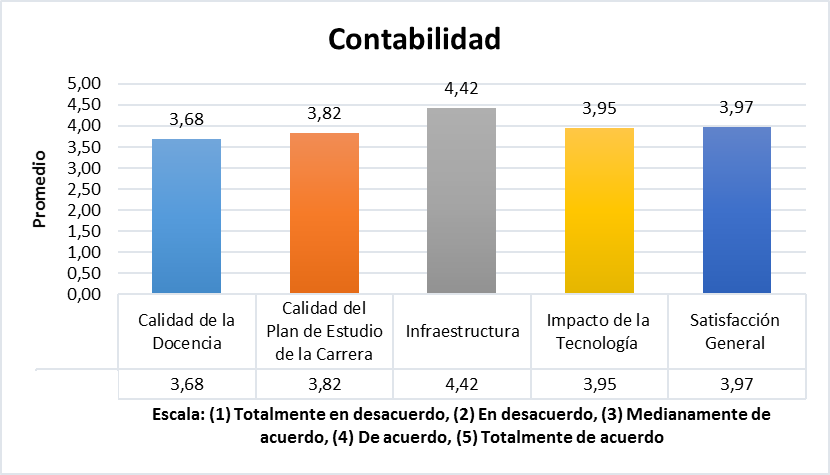 Contabilidad
Promedio
5,00
4,50
4,00
3,50
3,00
2,50
2,00
1,50
1,00
0,50
0,00
3,68
3,82
4,42
3,95
3,97
Calidad de la
Docencia
Calidad del
Plan de Estudio
de la Carrera
Infraestructura
Impacto de la
Tecnología
Satisfacción
General
3,68 3,82 4,42 3,95 3,97
Escala: (1) Totalmente en desacuerdo, (2) En desacuerdo, (3) Medianamente de
acuerdo, (4) De acuerdo, (5) Totalmente de acuerdo